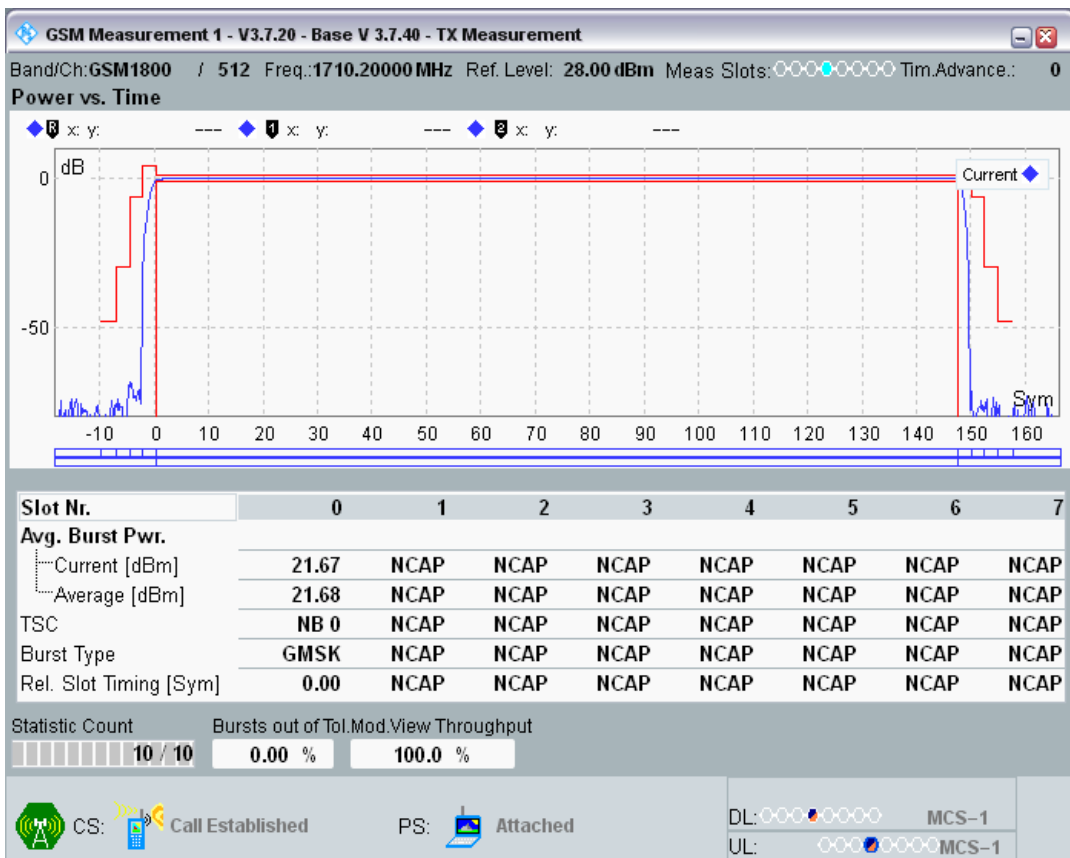 GSM Measurement 1 - V3.7.20 - Base V 3.7.40 - TX Measurement
Band/Ch:GSM1800 / 512 Freq.:1710.20000 MHz Ref. Level: 28.00 dBm Meas Slots: Tim.Advance.: 0
Power vs. Time
R x: y: --- 1 x: y: --- 2 x: y: ---
dB
Current
0
-50
Sym
-10 0 10 20 30 40 50 60 70 80 90 100 110 120 130 140 150 160
Slot Nr. 0 1 2 3 4 5 6 7
Avg. Burst Pwr.
Current [dBm] 21.67 NCAP NCAP NCAP NCAP NCAP NCAP NCAP
Average [dBm] 21.68 NCAP NCAP NCAP NCAP NCAP NCAP NCAP
TSC NB 0 NCAP NCAP NCAP NCAP NCAP NCAP NCAP
Burst Type GMSK NCAP NCAP NCAP NCAP NCAP NCAP NCAP
Rel. Slot Timing [Sym] 0.00 NCAP NCAP NCAP NCAP NCAP NCAP NCAP
Statistic Count Bursts out of Tol.Mod.View Throughput
10 / 10 0.00 % 100.0 %
CS: Call Established PS: Attached DL: MCS-1
UL: MCS-1